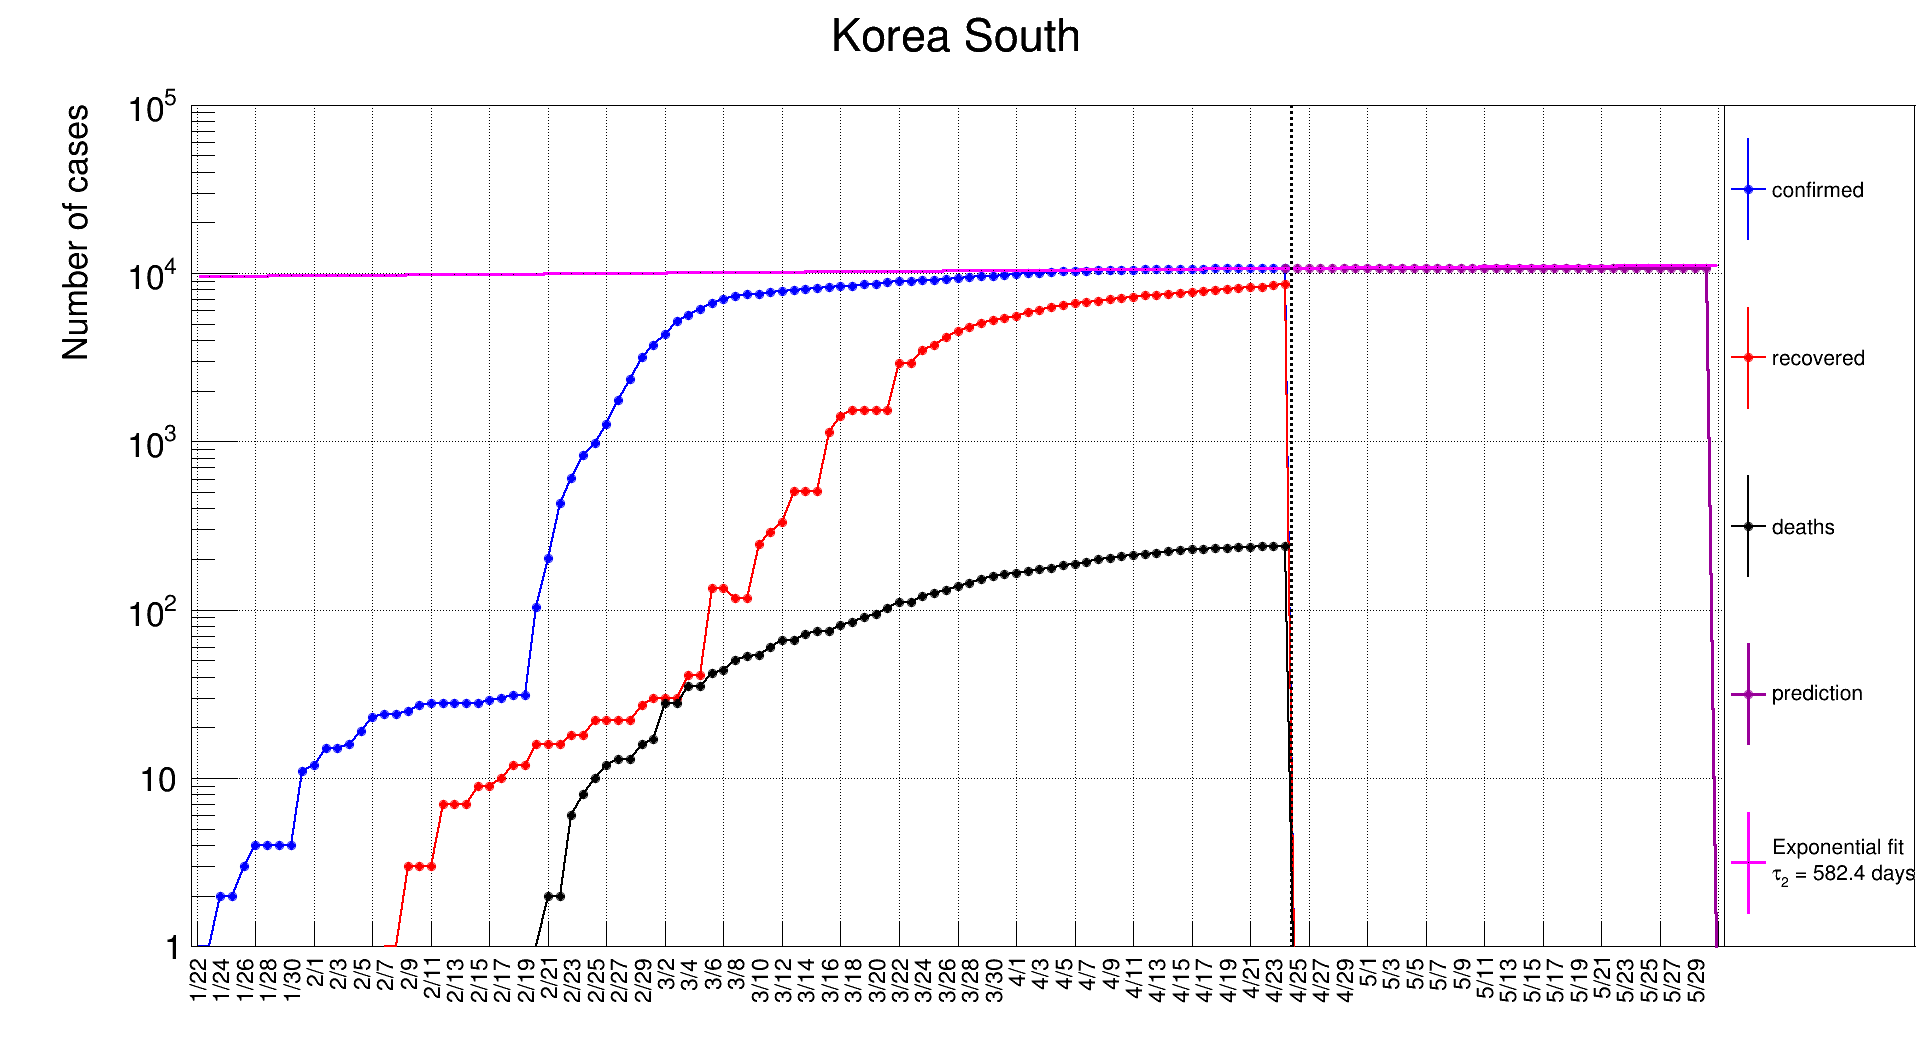 Korea South
Number of cases
10^5
10^4
10^3
10^2
10
1
1/22 1/24 1/26 1/28 1/30 2/1 2/3 2/5 2/7 2/9 2/11 2/13 2/15 2/17 2/19 2/21 2/23 2/25 2/27 2/29 3/2 3/4 3/6 3/8 3/10 3/12 3/14 3/16 3/18 3/20 3/22 3/24 3/26 3/28 3/30 4/1 4/3 4/5 4/7 4/9 4/11 4/13 4/15 4/17 4/19 4/21 4/23 4/25 4/27 4/29 5/1 5/3 5/5 5/7 5/9 5/11 5/13 5/15 5/17 5/19 5/21 5/23 5/25 5/27 5/29
confirmed
recovered
deaths
prediction
Exponential fit
τ₂ = 582.4 days